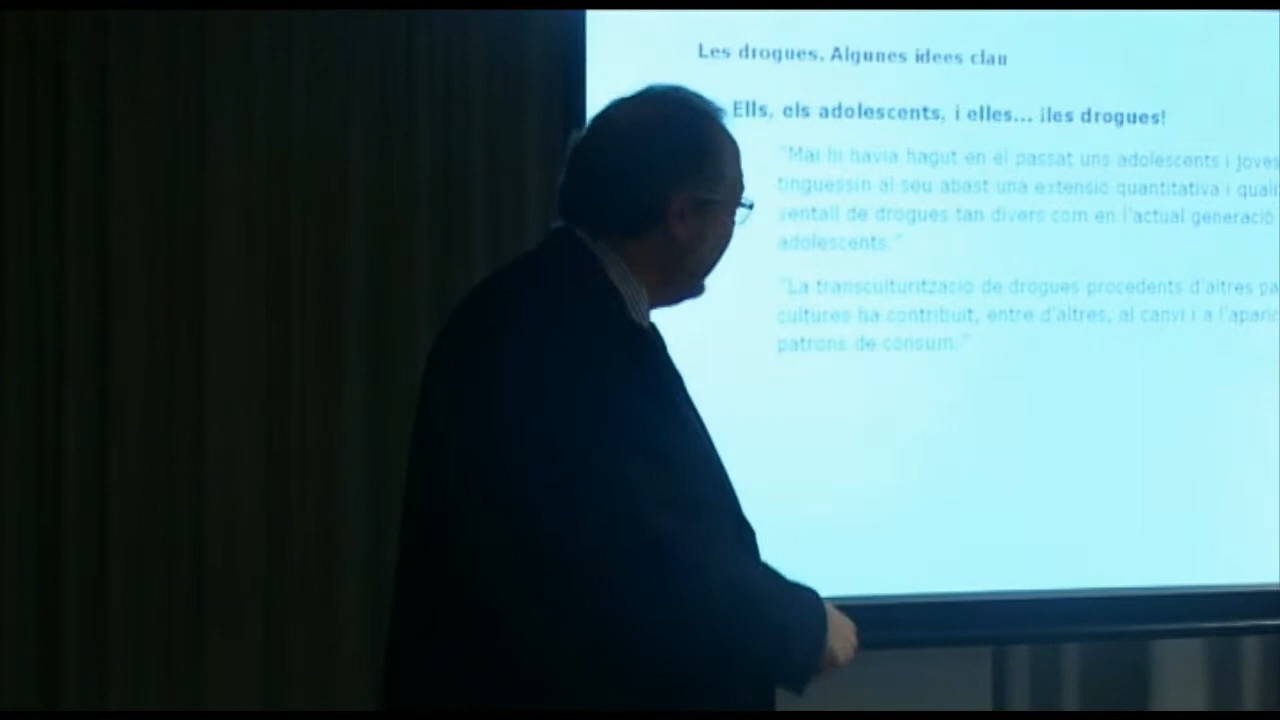 Les drogues. Algunes idees clau
Ells, els adolescents, i elles... ¡les drogues!
"Mai hi havia hagut en el passat uns adolescents i joves
tinguessin al seu abast una extensió quantitativa i quali
ventall de drogues tan divers com en l'actual generació
adolescents."
"La transculturització de drogues procedents d'altres pa
cultures ha contribuït, entre d'altres, al canvi i a l'apari
patrons de consum."